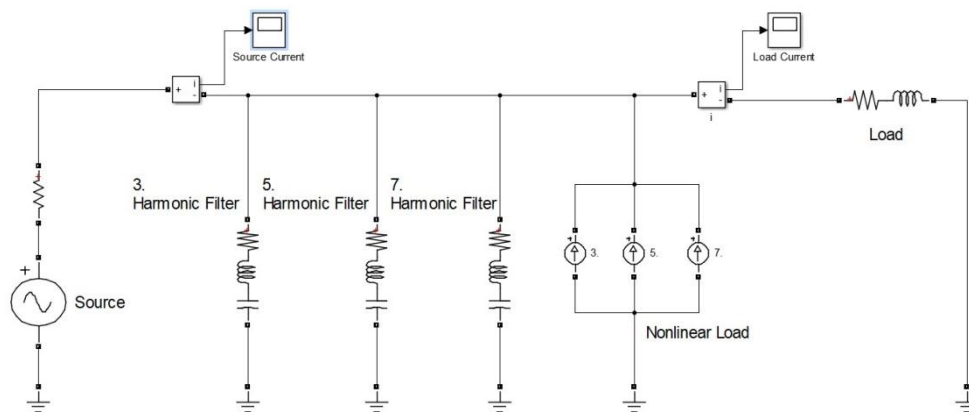 Source Current
Load Current
+
i
-
+
i
-
i
Load
3.
Harmonic Filter
5.
Harmonic Filter
7.
Harmonic Filter
+
+
+
+
+
+
+
+
+
3.
5.
7.
Source
Nonlinear Load